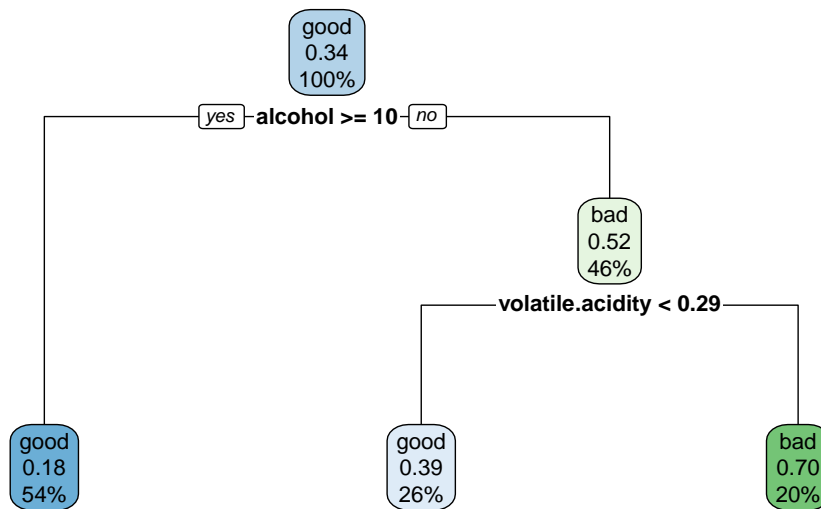 good
0.34
100%
yes alcohol >= 10 no
bad
0.52
46%
volatile.acidity < 0.29
good
0.18
54%
good
0.39
26%
bad
0.70
20%